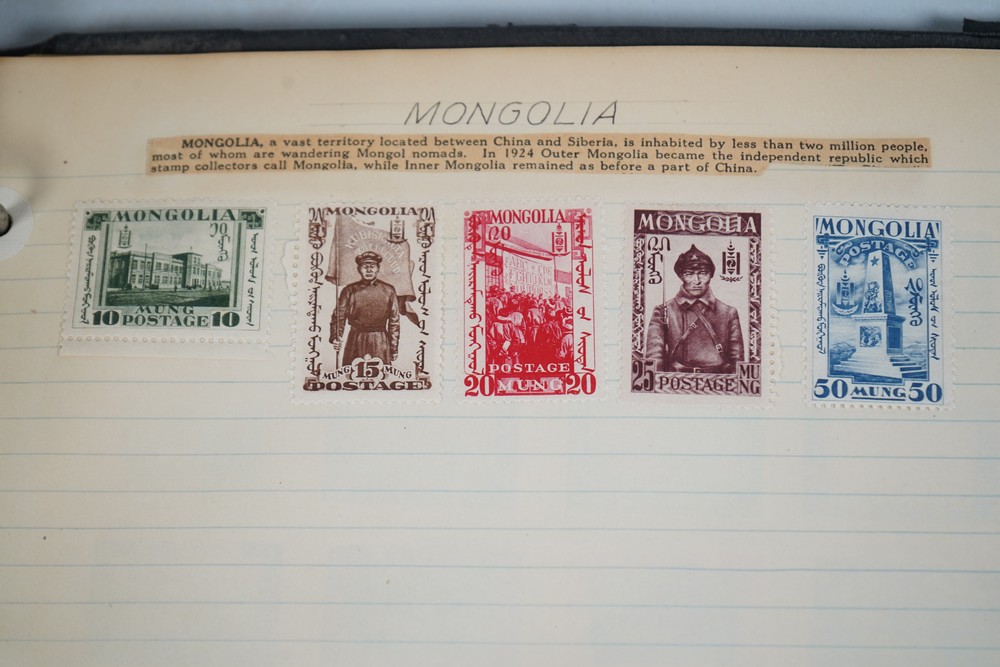 MONGOLIA
MONGOLIA, a vast territory located between China and Siberia, is inhabited by less than two million people,
most of whom are wandering Mongol nomads. In 1924 Outer Mongolia became the independent republic which
stamp collectors call Mongolia, while Inner Mongolia remained as before a part of China.
MONGOLIA
MUNG
10 POSTAGE 10
MONGOLIA
MUNG 15 MUNG
POSTAGE
MONGOLIA
POSTAGE
20 MUNG 20
MONGOLIA
25 POSTAGE MU
NG
MONGOLIA
POSTAGE
50 MUNG 50